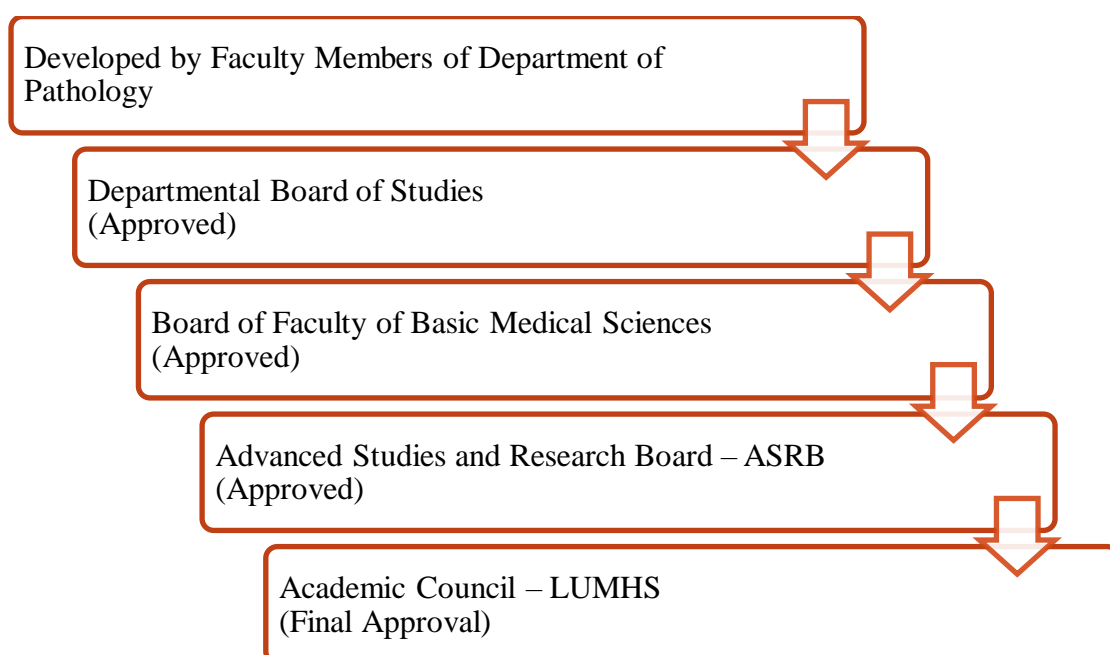 Developed by Faculty Members of Department of
Pathology
Departmental Board of Studies
(Approved)
Board of Faculty of Basic Medical Sciences
(Approved)
Advanced Studies and Research Board – ASRB
(Approved)
Academic Council – LUMHS
(Final Approval)